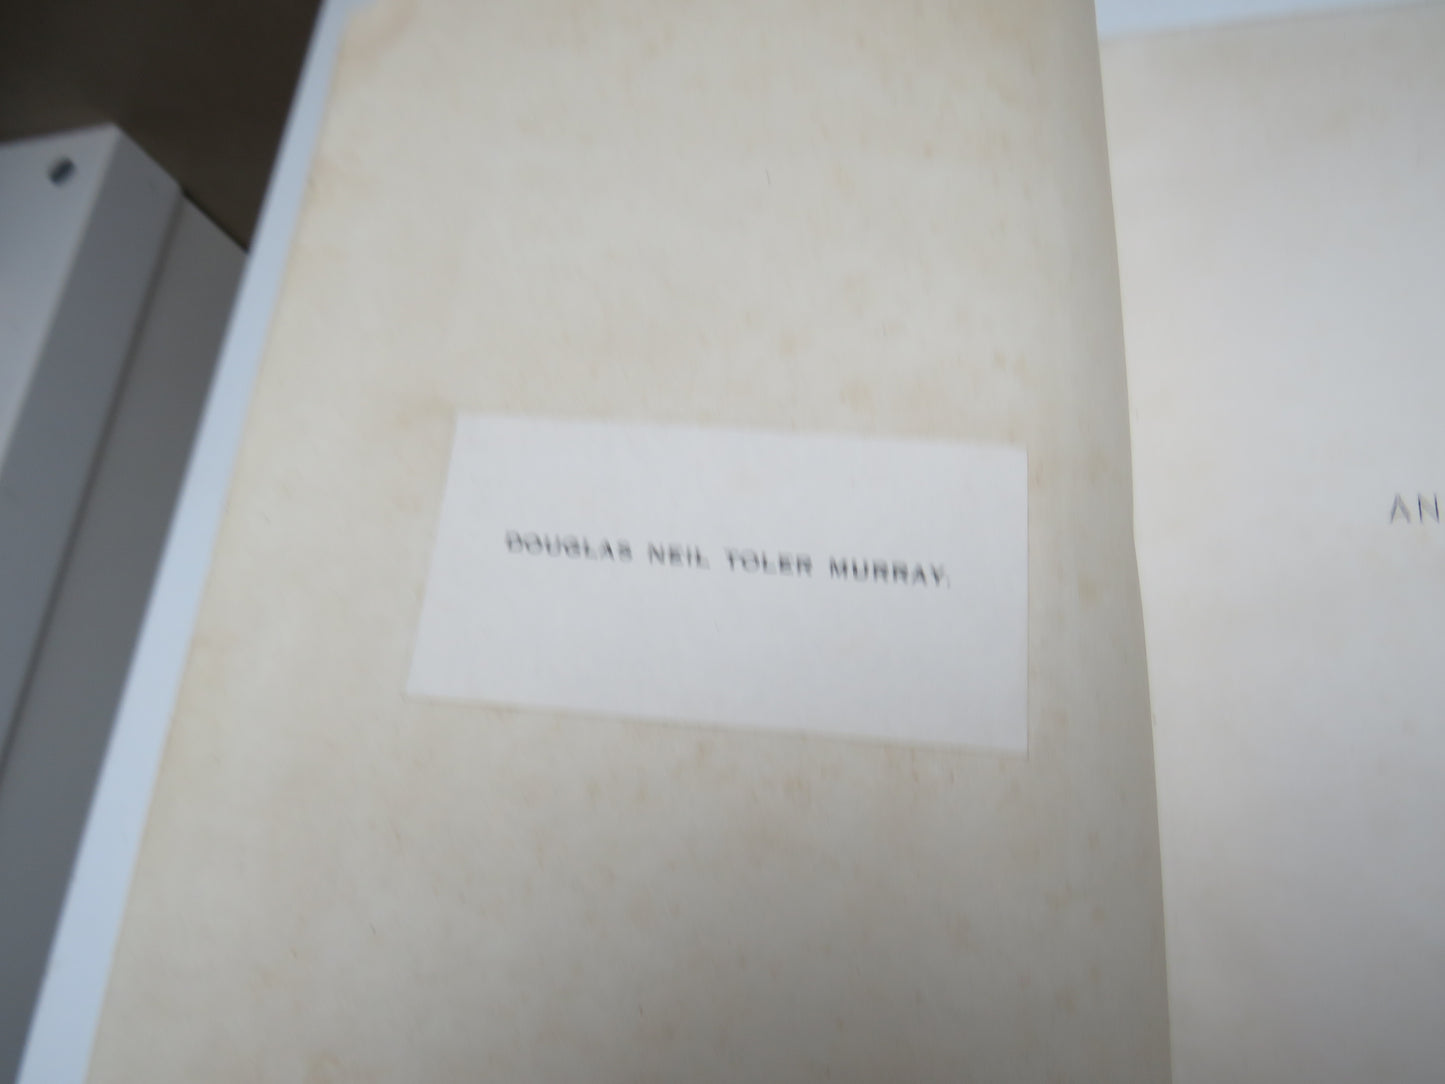 DOUGLAS NEIL TOLER MURRAY.
AN